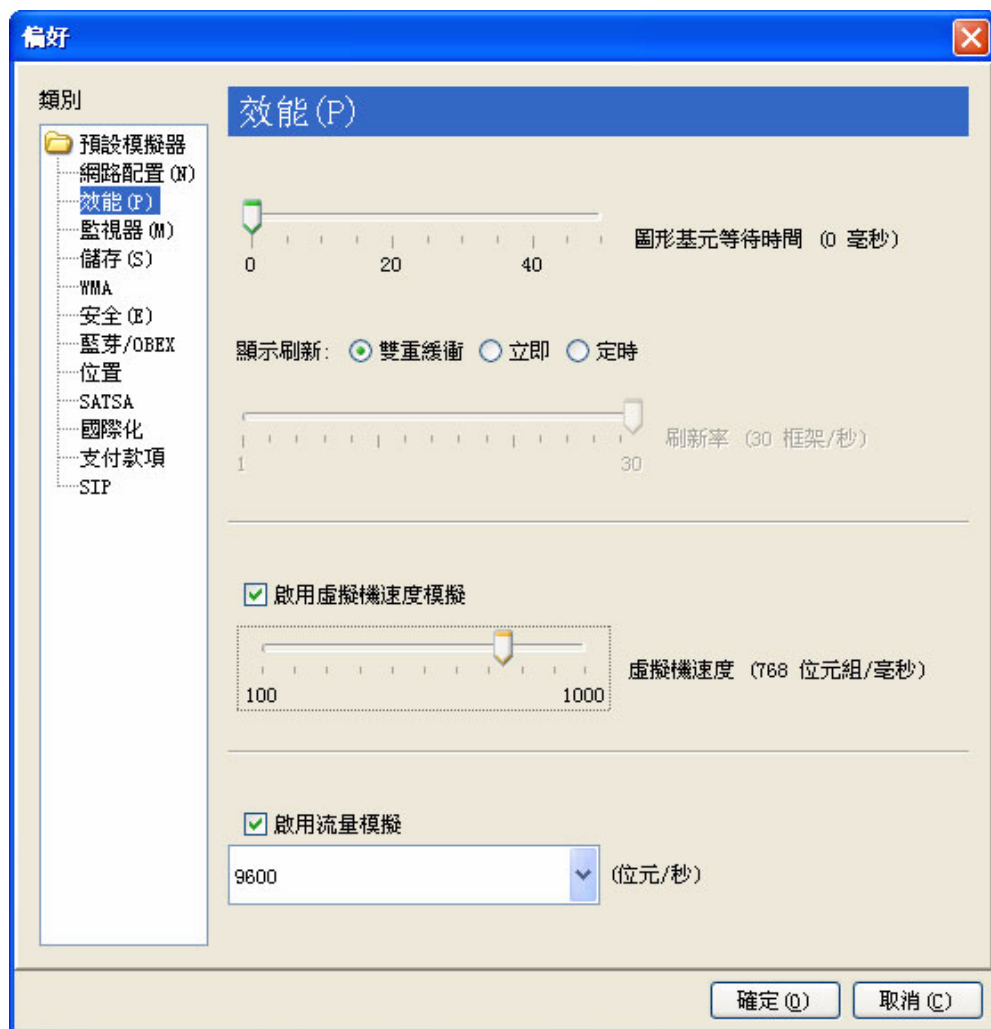 偏好
類別
預設模擬器
網路配置(N)
效能(P)
監視器(M)
儲存(S)
WMA
安全(E)
藍芽/OBEX
位置
SATSA
國際化
支付款項
SIP
效能(P)
圖形基元等待時間 (0 毫秒)
0 20 40
顯示刷新: 雙重緩衝 立即 定時
刷新率 (30 框架/秒)
1 30
啟用虛擬機速度模擬
虛擬機速度 (768 位元組/毫秒)
100 1000
啟用流量模擬
9600 (位元/秒)
確定(O) 取消(C)